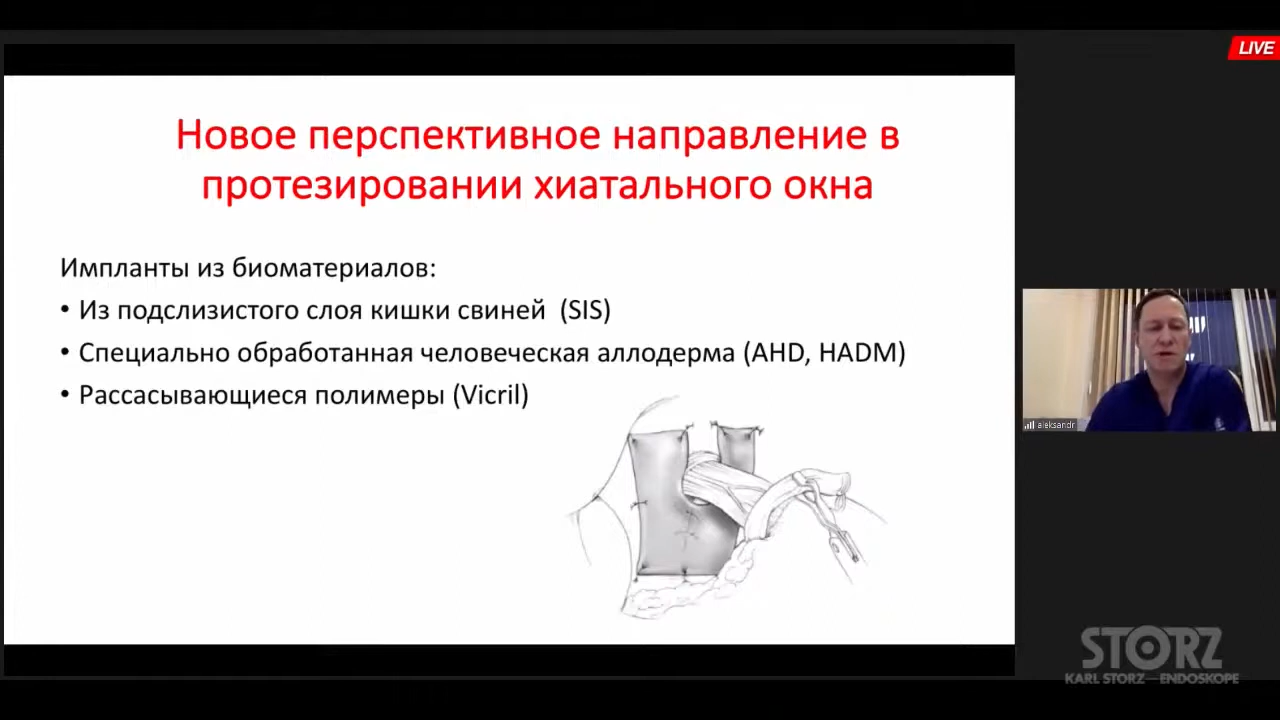 LIVE
Новое перспективное направление в
протезировании хиатального окна
Импланты из биоматериалов:
• Из подслизистого слоя кишки свиней (SIS)
• Специально обработанная человеческая аллодерма (AHD, HADM)
• Рассасывающиеся полимеры (Vicril)
aleksandr
STORZ
KARL STORZ—ENDOSKOPE